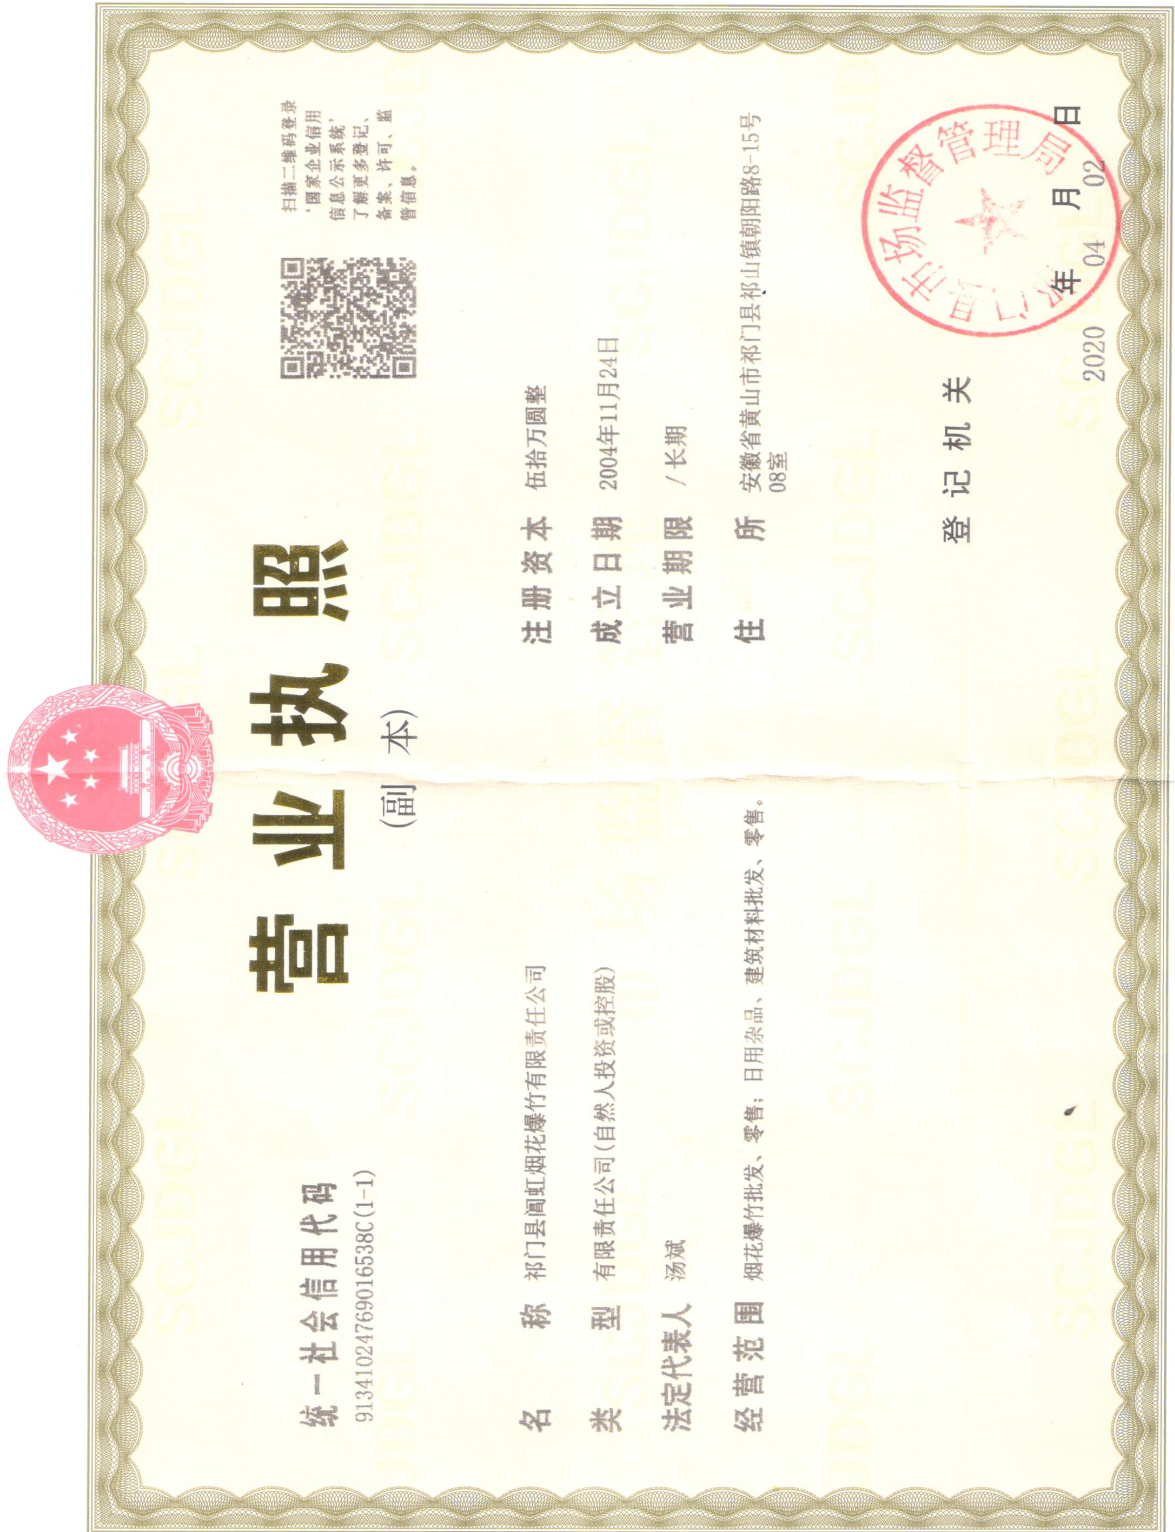 统一社会信用代码
91341024769016538C(1-1)
营业执照
(副 本)
扫描二维码登录
‘国家企业信用
信息公示系统’
了解更多登记、
备案、许可、监
管信息。
名 称 祁门县阊虹烟花爆竹有限责任公司
类 型 有限责任公司(自然人投资或控股)
法定代表人 汤斌
经营范围 烟花爆竹批发、零售；日用杂品、建筑材料批发、零售。
注册资本 伍拾万圆整
成立日期 2004年11月24日
营业期限 / 长期
住 所 安徽省黄山市祁门县祁山镇朝阳路8-15号
08室
登记机关
祁门县市场监督管理局
2020 年 04 月 02 日
SCJDGL